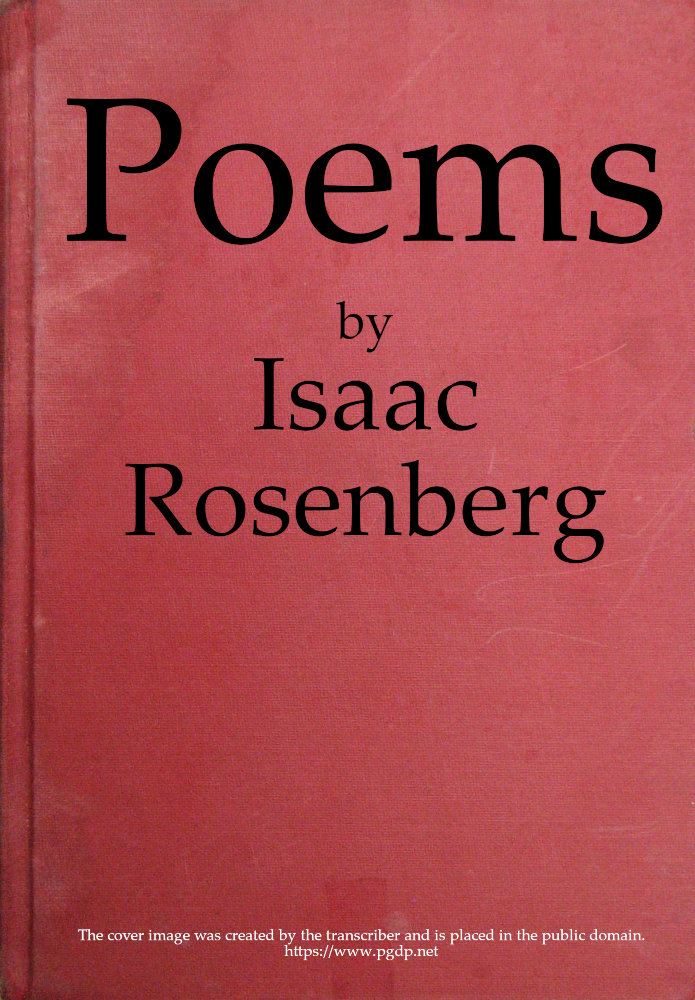 Poems
by
Isaac
Rosenberg
The cover image was created by the transcriber and is placed in the public domain.
https://www.pgdp.net